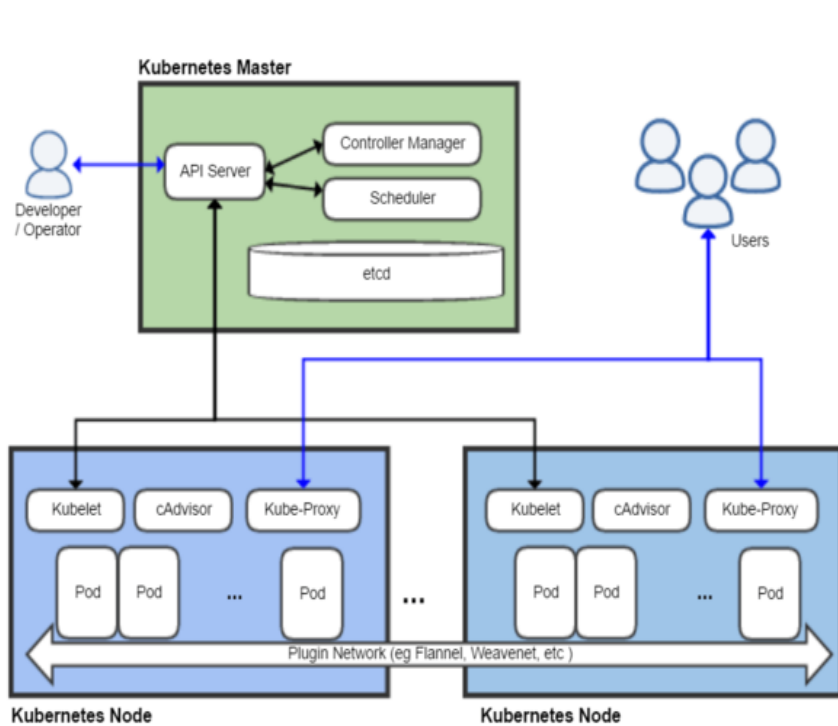 Kubernetes Master
API Server
Controller Manager
Scheduler
etcd
Developer
/ Operator
Users
Kubelet
cAdvisor
Kube-Proxy
Pod
Pod
...
Pod
...
Kubelet
cAdvisor
Kube-Proxy
Pod
Pod
...
Pod
Plugin Network (eg Flannel, Weavenet, etc )
Kubernetes Node
Kubernetes Node